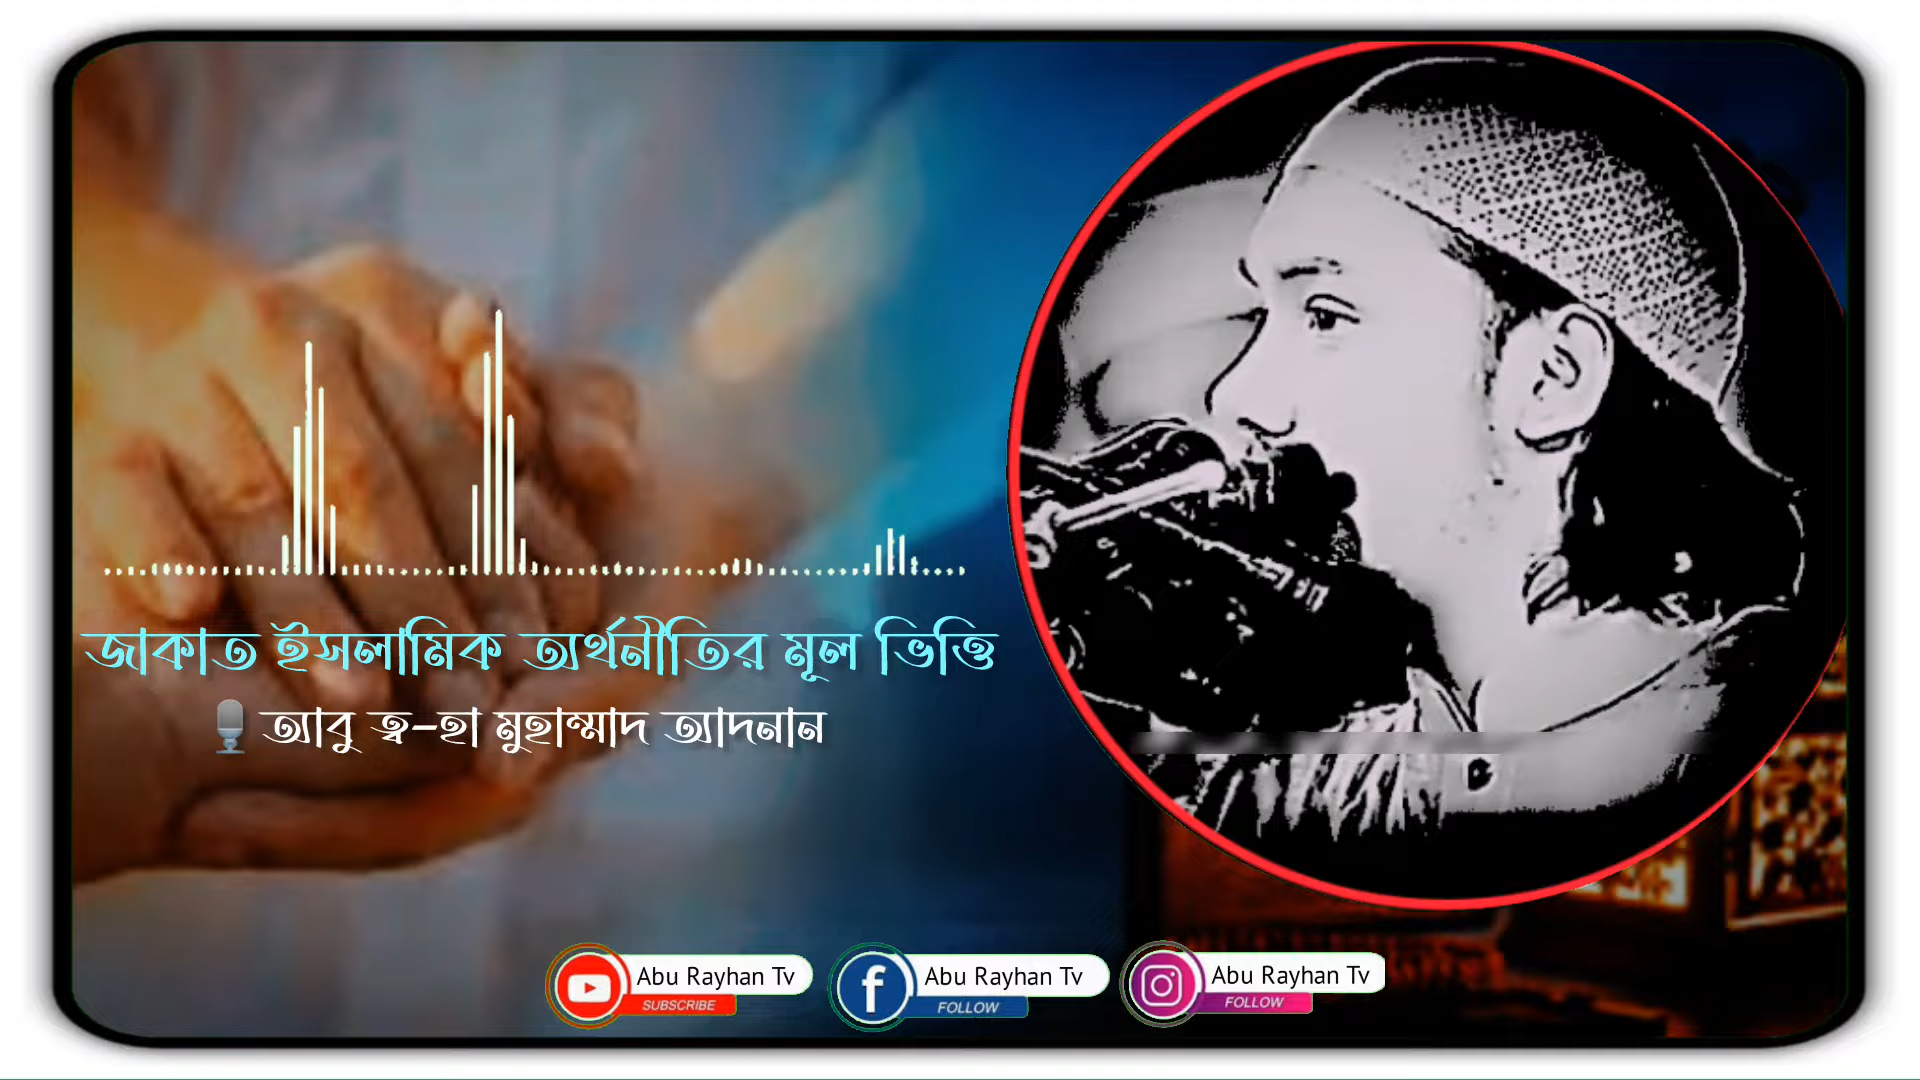 জাকাত ইসলামিক অর্থনীতির মূল ভিত্তি
আবু ত্ব-হা মুহাম্মাদ আদনান
Abu Rayhan Tv
SUBSCRIBE
Abu Rayhan Tv
FOLLOW
Abu Rayhan Tv
FOLLOW